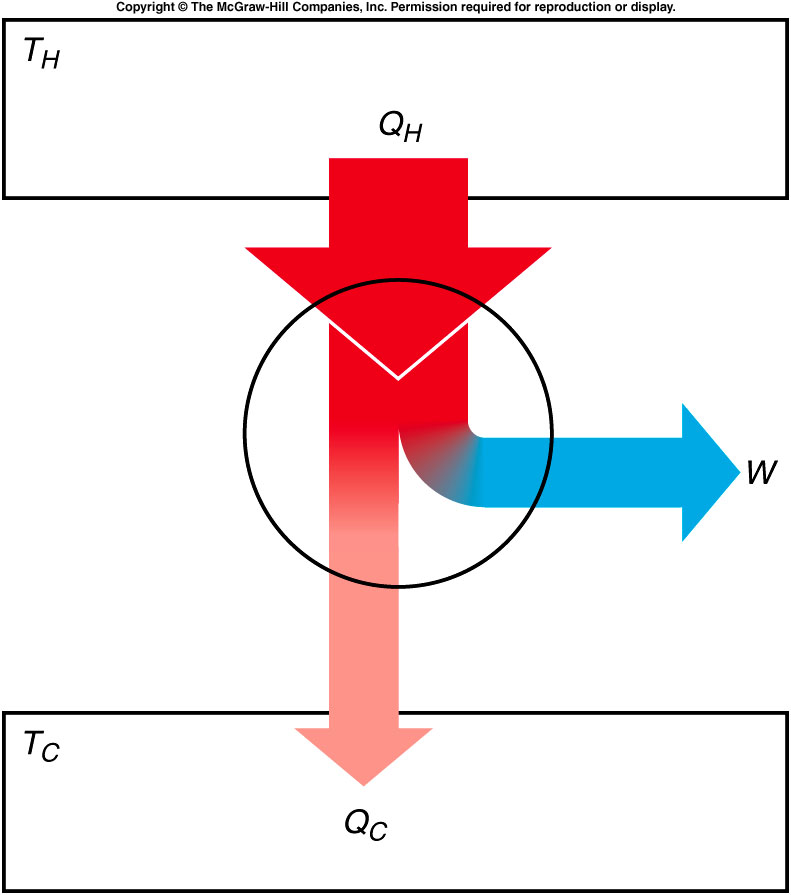 Copyright © The McGraw-Hill Companies, Inc. Permission required for reproduction or display.
T_H
Q_H
W
T_C
Q_C